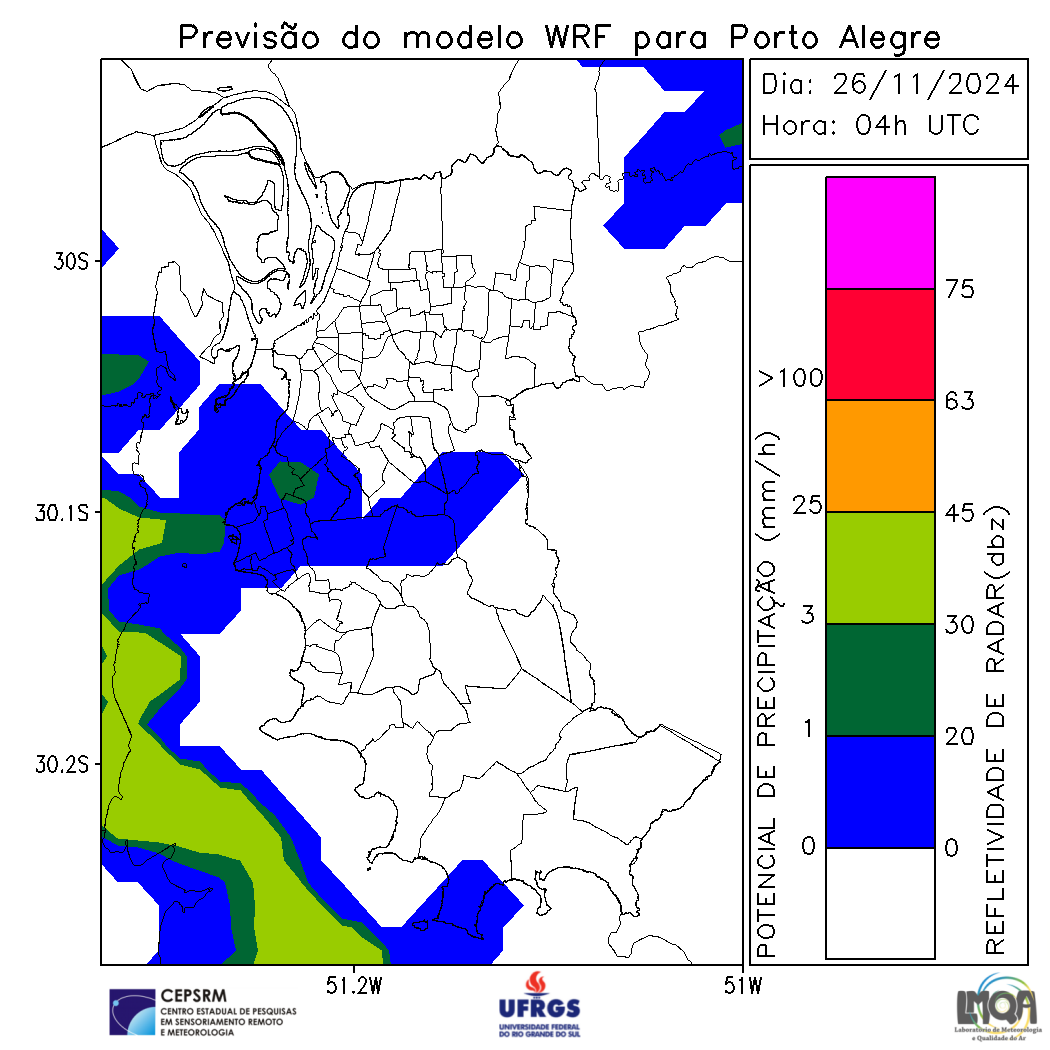 Previsão do modelo WRF para Porto Alegre
Dia: 26/11/2024
Hora: 04h UTC
30S
30.1S
30.2S
51.2W
51W
POTENCIAL DE PRECIPITAÇÃO (mm/h)
>100
25
3
1
0
75
63
45
30
20
0
REFLETIVIDADE DE RADAR(dbz)
CEPSRM
CENTRO ESTADUAL DE PESQUISAS
EM SENSORIAMENTO REMOTO
E METEOROLOGIA
UFRGS
UNIVERSIDADE FEDERAL
DO RIO GRANDE DO SUL
LMQA
Laboratório de Meteorologia
e Qualidade do Ar